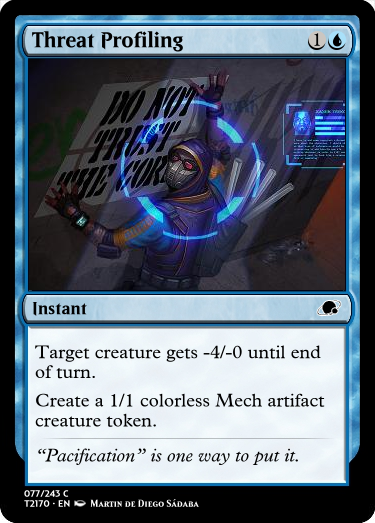 Threat Profiling
1
DO NOT
TRUST
THE CORP
Instant
Target creature gets -4/-0 until end
of turn.
Create a 1/1 colorless Mech artifact
creature token.
“Pacification” is one way to put it.
077/243 C
T2170 · EN Martin de Diego Sádaba